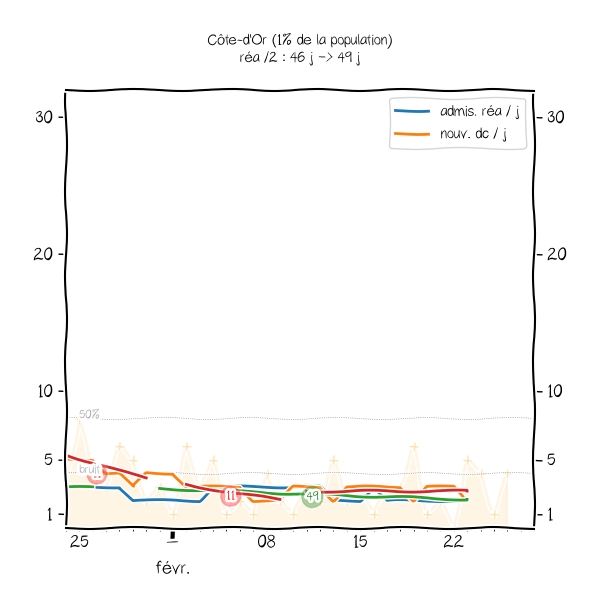 Côte-d'Or (1% de la population)
réa /2 : 46 j -> 49 j
admis. réa / j
nouv. dc / j
30 30
20 20
10 10
50%
5 5
bruit
11 49
1 1
25 1 08 15 22
févr.